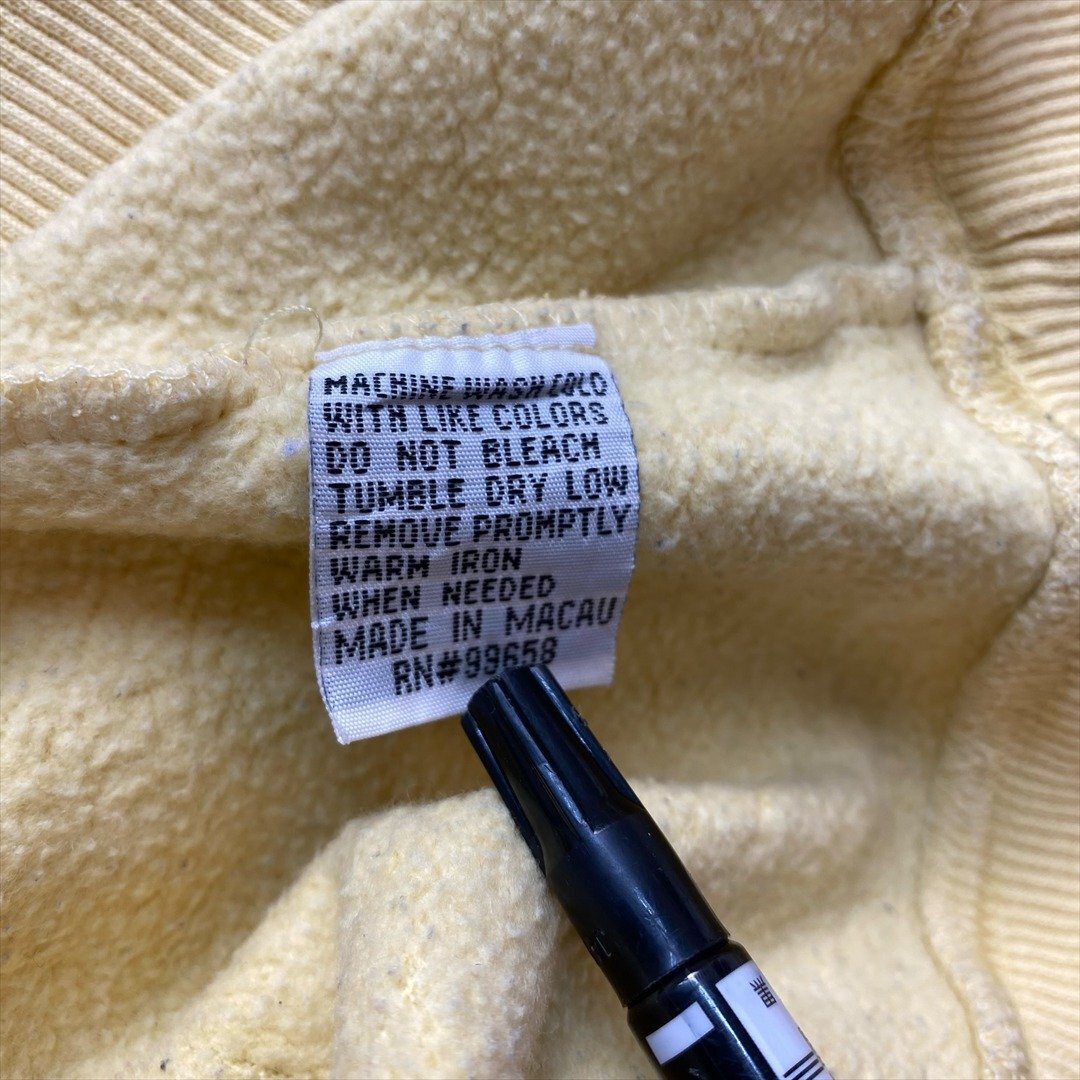 MACHINE WASH COLD
WITH LIKE COLORS
DO NOT BLEACH
TUMBLE DRY LOW
REMOVE PROMPTLY
WARM IRON
WHEN NEEDED
MADE IN MACAU
RN#99658